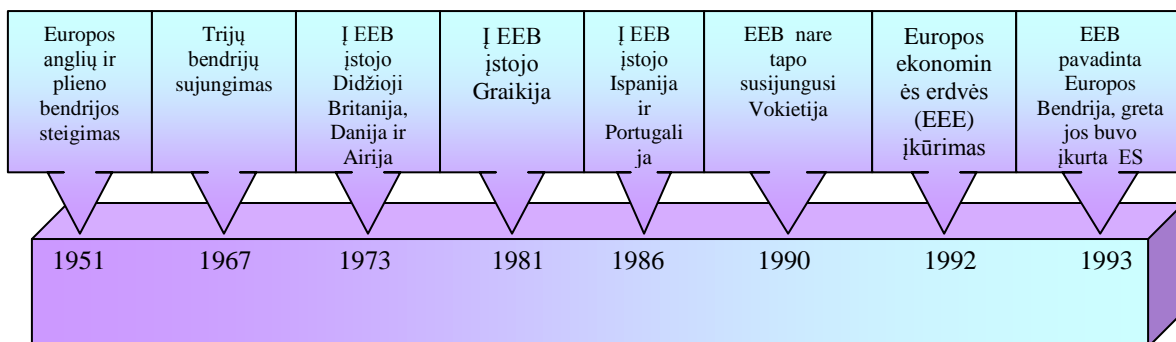 Europos
anglių ir
plieno
bendrijos
steigimas
Trijų
bendrijų
sujungimas
Į EEB
įstojo
Didžioji
Britanija,
Danija ir
Airija
Į EEB
įstojo
Graikija
Į EEB
įstojo
Ispanija
ir
Portugali
ja
EEB nare
tapo
susijungusi
Vokietija
Europos
ekonomin
ės erdvės
(EEE)
įkūrimas
EEB
pavadinta
Europos
Bendrija, greta
jos buvo
įkurta ES
1951
1967
1973
1981
1986
1990
1992
1993